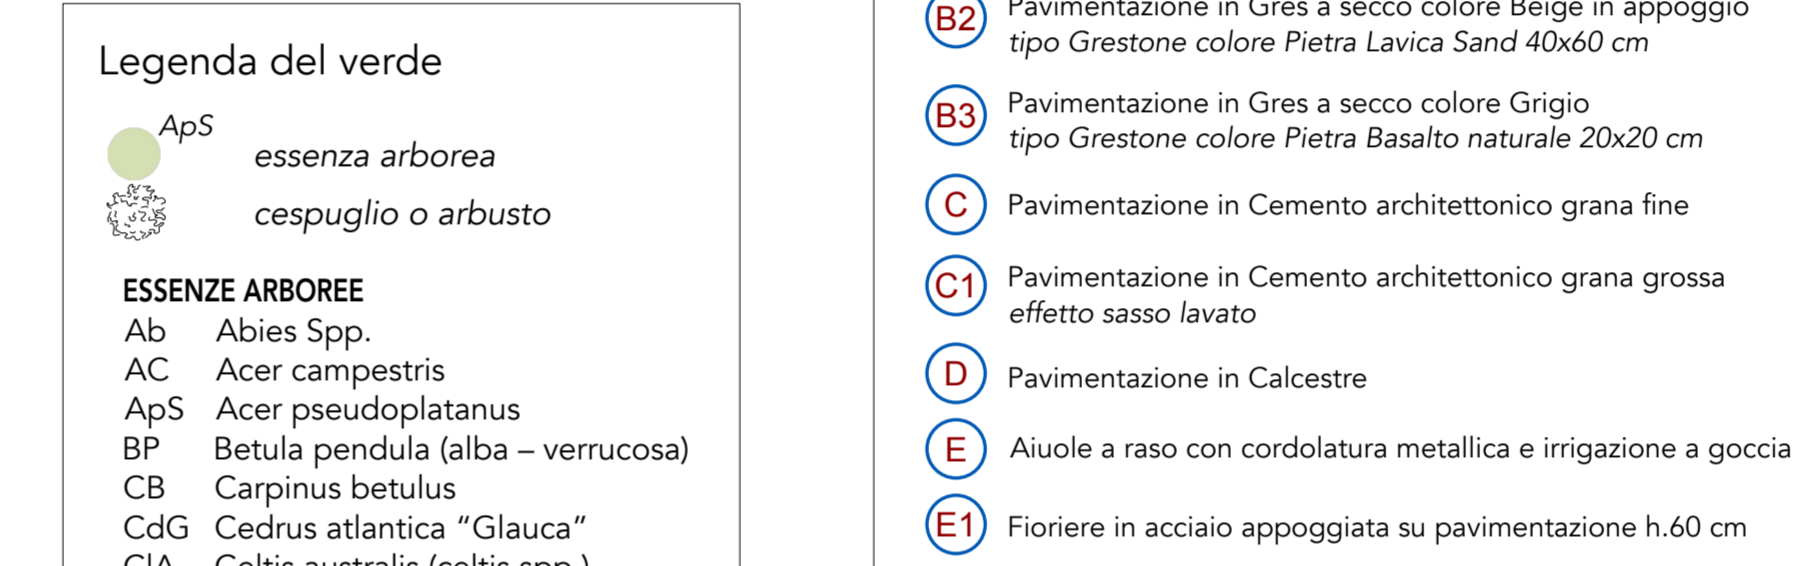 Legenda del verde
ApS
essenza arborea
cespuglio o arbusto
ESSENZE ARBOREE
Ab Abies Spp.
AC Acer campestris
ApS Acer pseudoplatanus
BP Betula pendula (alba – verrucosa)
CB Carpinus betulus
CdG Cedrus atlantica “Glauca”
ClA Celtis australis (celtis spp.)
B2 Pavimentazione in Gres a secco colore Beige in appoggio
tipo Grestone colore Pietra Lavica Sand 40x60 cm
B3 Pavimentazione in Gres a secco colore Grigio
tipo Grestone colore Pietra Basalto naturale 20x20 cm
C Pavimentazione in Cemento architettonico grana fine
C1 Pavimentazione in Cemento architettonico grana grossa
effetto sasso lavato
D Pavimentazione in Calcestre
E Aiuole a raso con cordolatura metallica e irrigazione a goccia
E1 Fioriere in acciaio appoggiata su pavimentazione h.60 cm